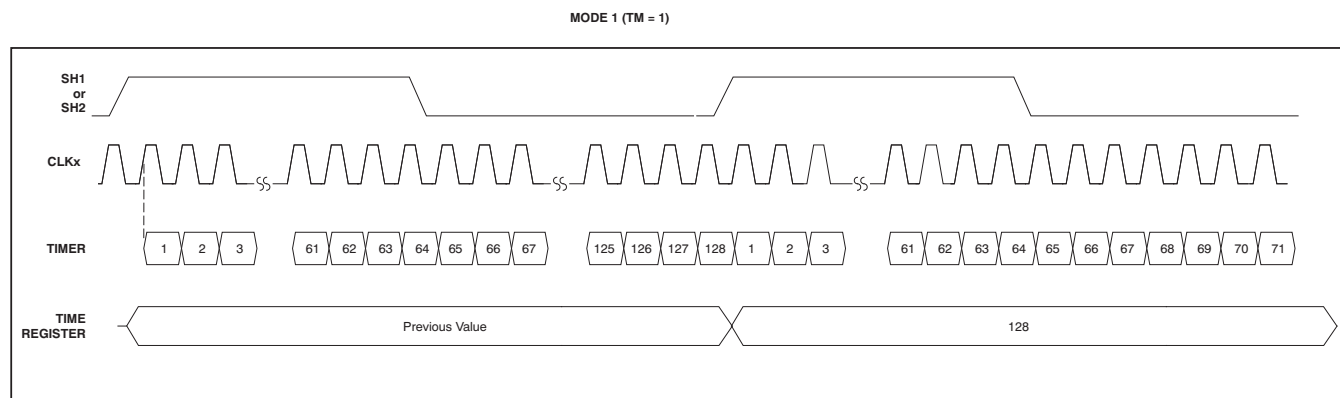 MODE 1 (TM = 1)
SH1
or
SH2
CLKx
TIMER
1 2 3 61 62 63 64 65 66 67 125 126 127 128 1 2 3 61 62 63 64 65 66 67 68 69 70 71
TIME
REGISTER
Previous Value
128